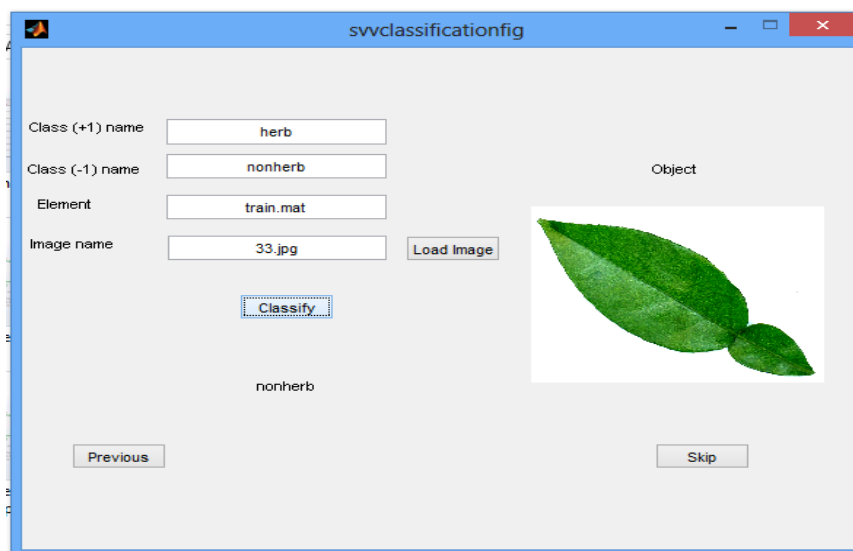 svvclassificationfig
Class (+1) name herb
Class (-1) name nonherb
Object
Element train.mat
Image name 33.jpg Load Image
Classify
nonherb
Previous Skip